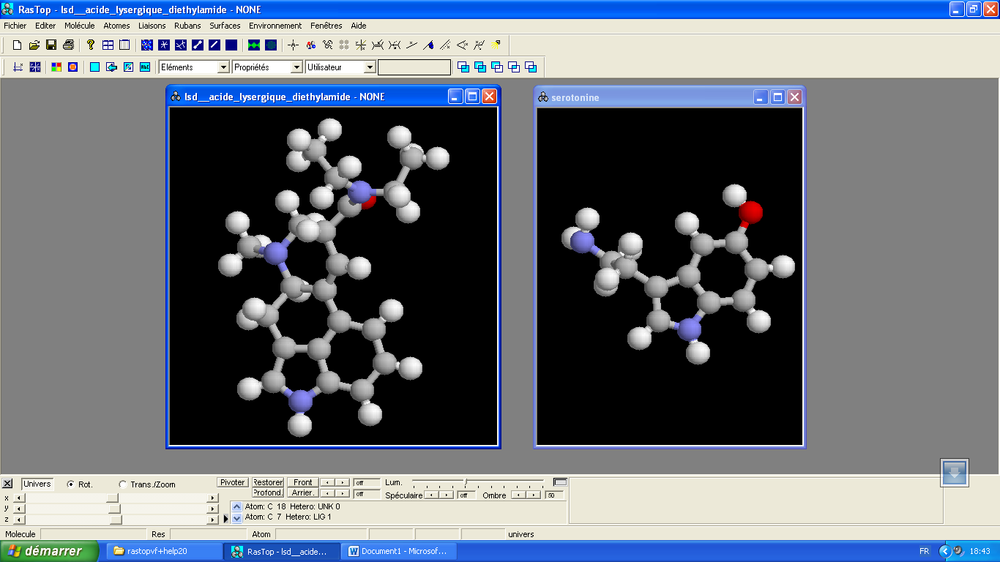 RasTop - lsd__acide_lysergique_diethylamide - NONE
Fichier Editer Molécule Atomes Liaisons Rubans Surfaces Environnement Fenêtres Aide
Eléments Propriétés Utilisateur
lsd__acide_lysergique_diethylamide - NONE
serotonine
Univers Rot. Trans./Zoom Pivoter Restorer Front off Lum.
Profond. Arrier. off Spéculaire off Ombre 50
x
y
z
Atom: C 18 Hetero: UNK 0
Atom: C 7 Hetero: LIG 1
Molecule Res Atom univers
démarrer rastopvf+help20 RasTop - lsd__acide... Document1 - Microsof... FR 18:43